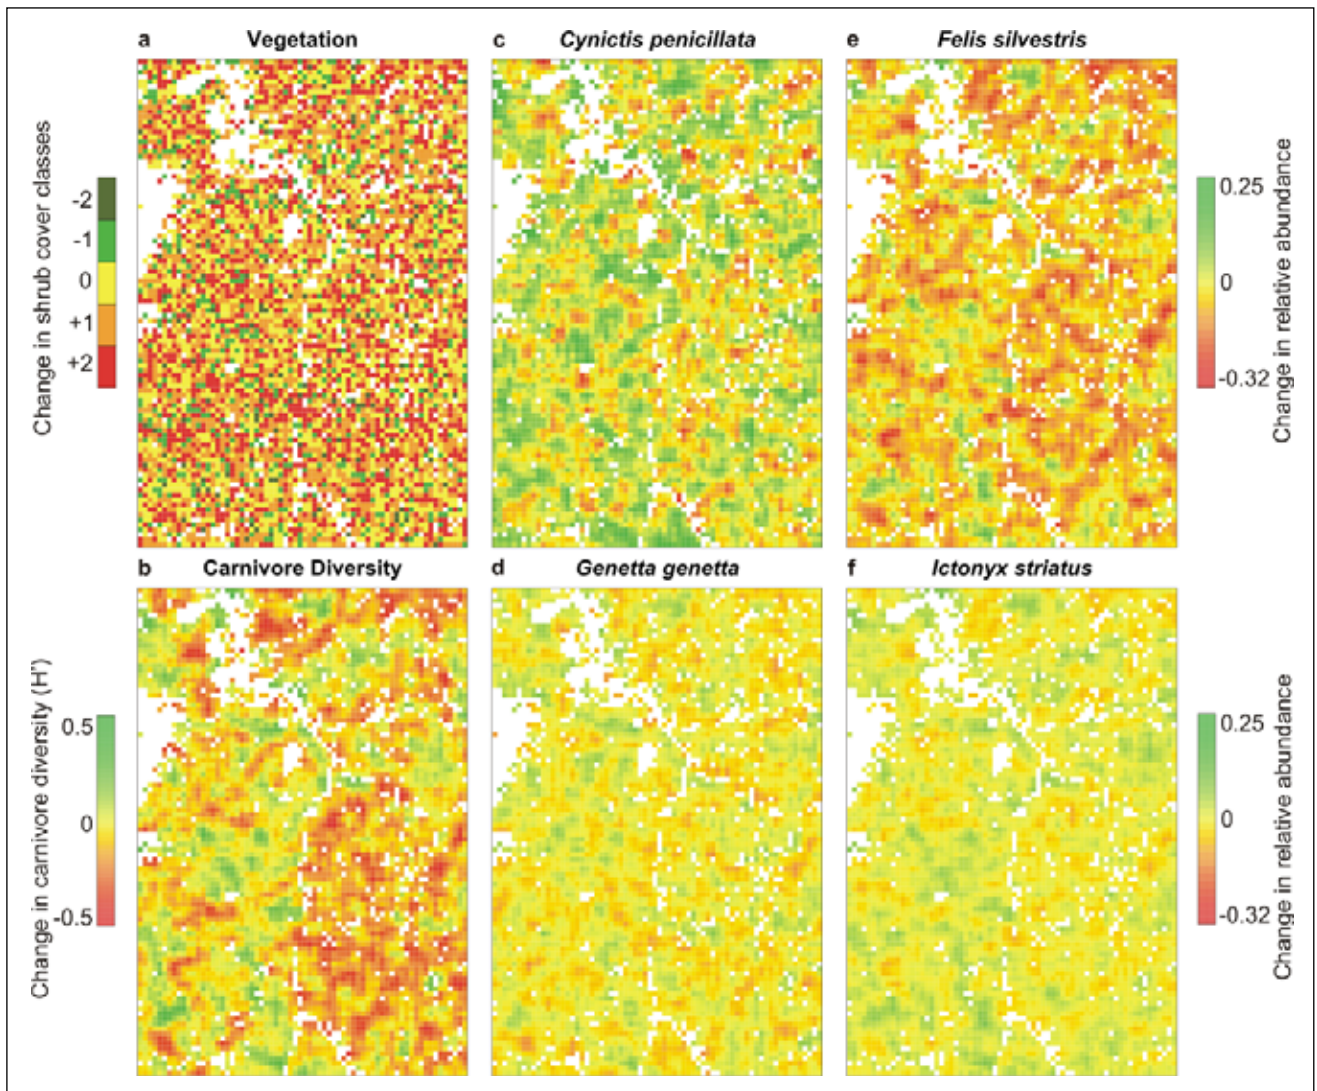 a Vegetation
c Cynictis penicillata
e Felis silvestris
Change in shrub cover classes
-2
-1
0
+1
+2
0.25
0
-0.32
Change in relative abundance
b Carnivore Diversity
d Genetta genetta
f Ictonyx striatus
Change in carnivore diversity (H')
0.5
0
-0.5
0.25
0
-0.32
Change in relative abundance